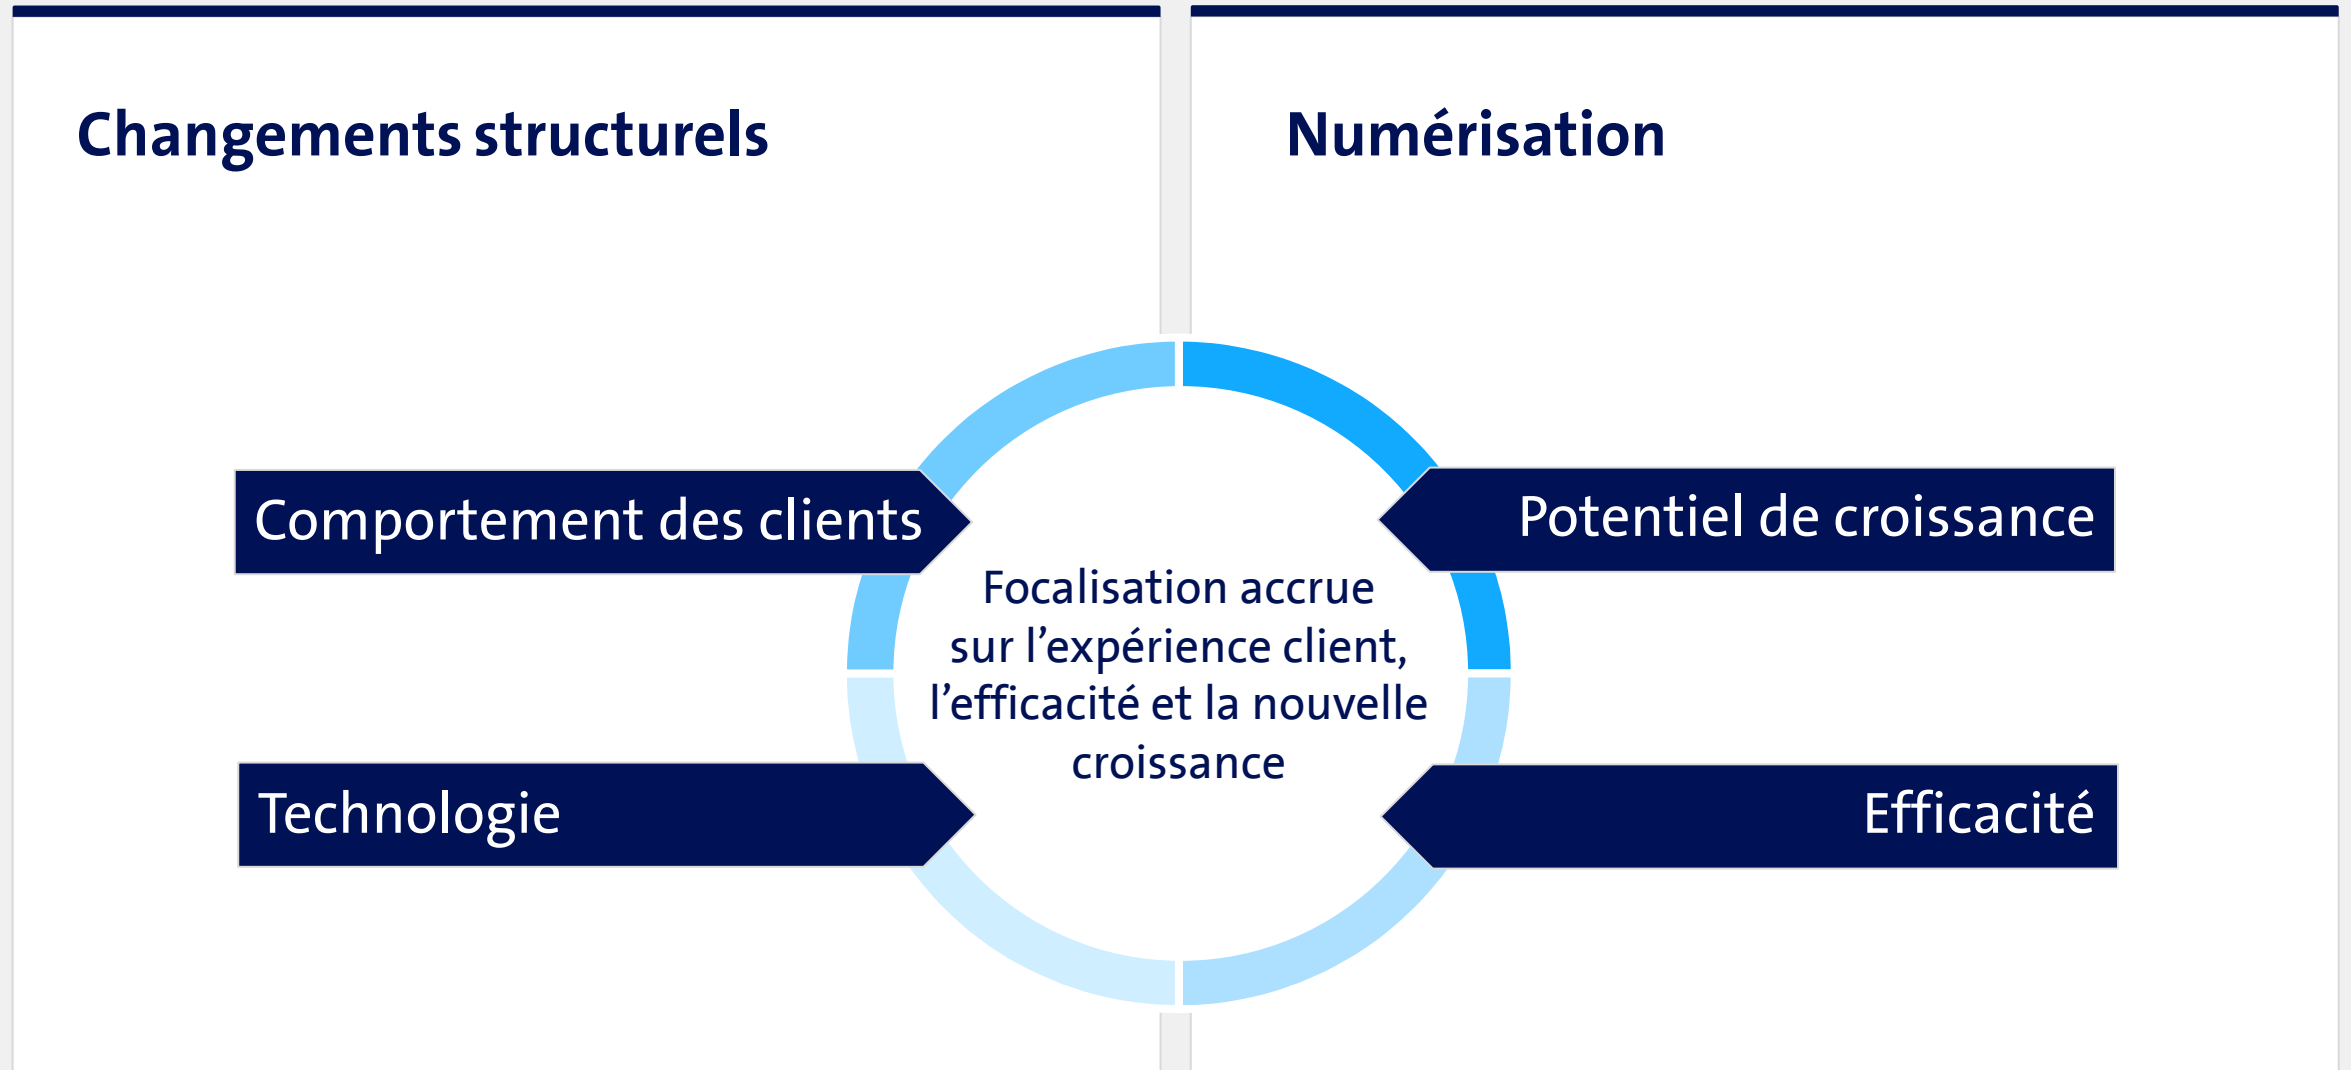 Changements structurels
Numérisation
Comportement des clients
Potentiel de croissance
Focalisation accrue
sur l’expérience client,
l’efficacité et la nouvelle
croissance
Technologie
Efficacité